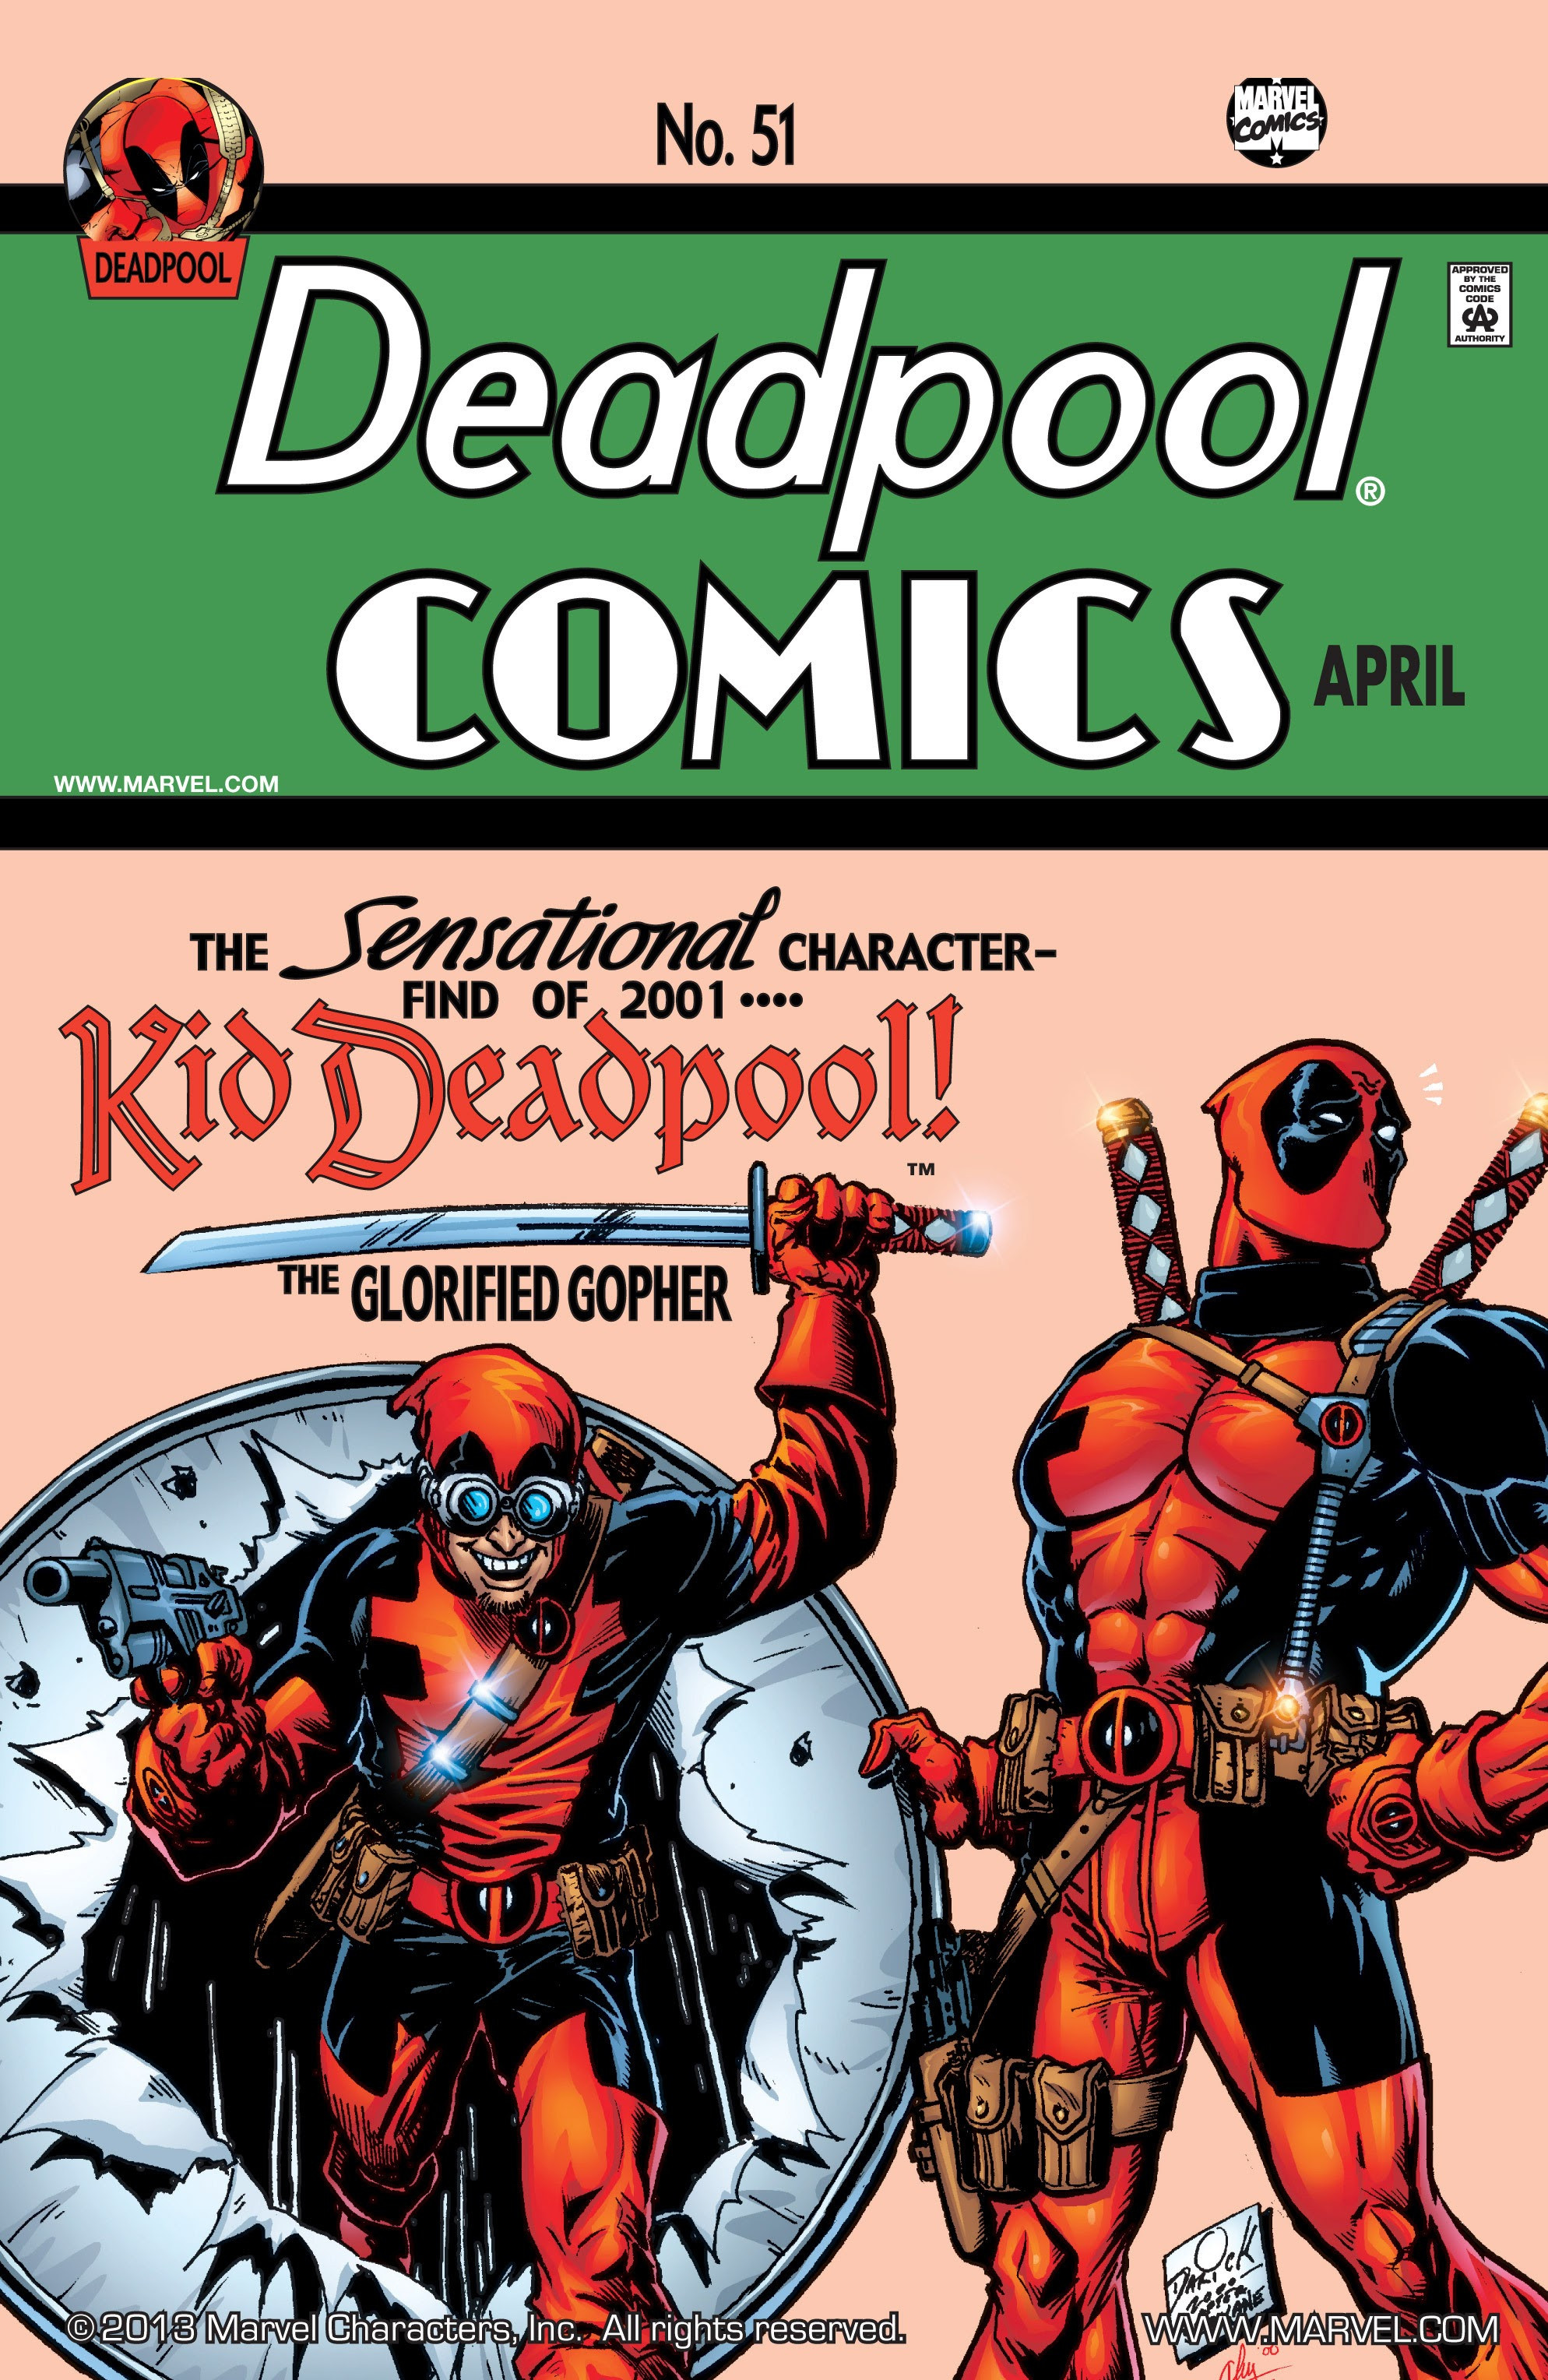 No. 51
MARVEL
COMICS
DEADPOOL
Deadpool®
COMICS
APRIL
APPROVED
BY THE
COMICS
CODE
CA
AUTHORITY
WWW.MARVEL.COM
THE Sensational CHARACTER-
FIND OF 2001 ••••
Kid Deadpool!
™
THE GLORIFIED GOPHER
DARICK
© 2013 Marvel Characters, Inc. All rights reserved.
WWW.MARVEL.COM